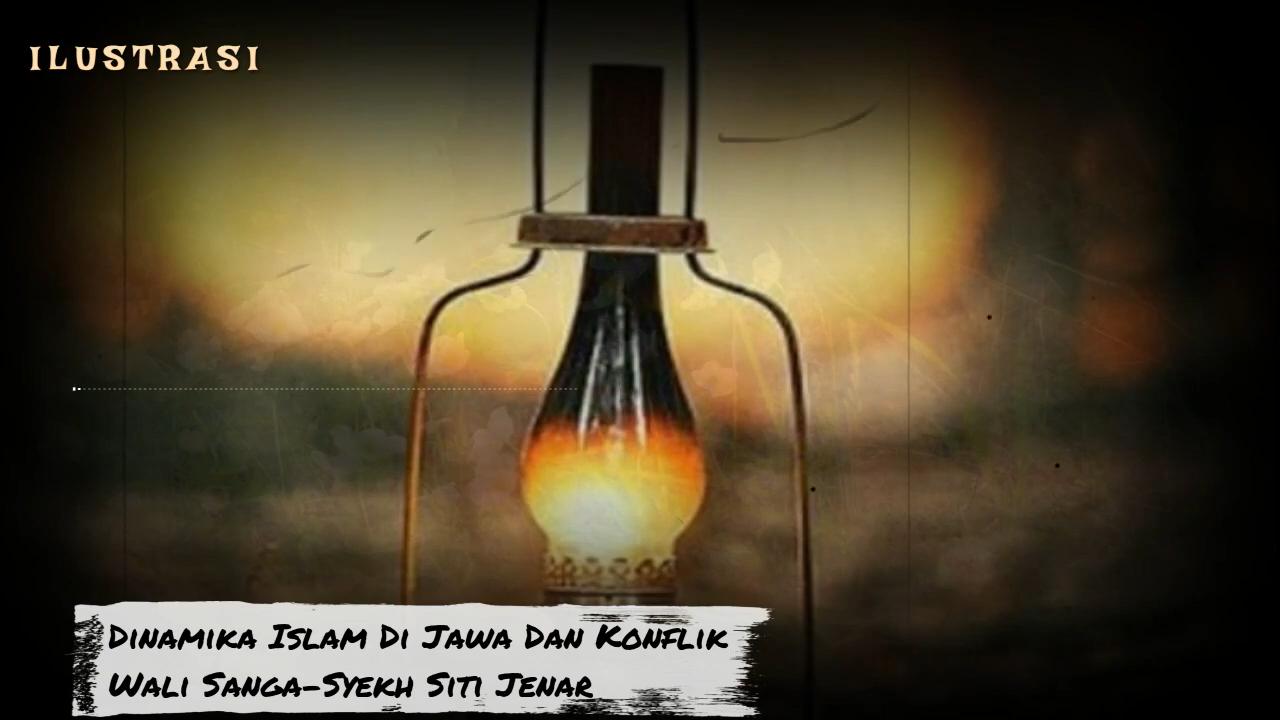 ILUSTRASI
Dinamika Islam Di Jawa Dan Konflik
Wali Sanga-Syekh Siti Jenar